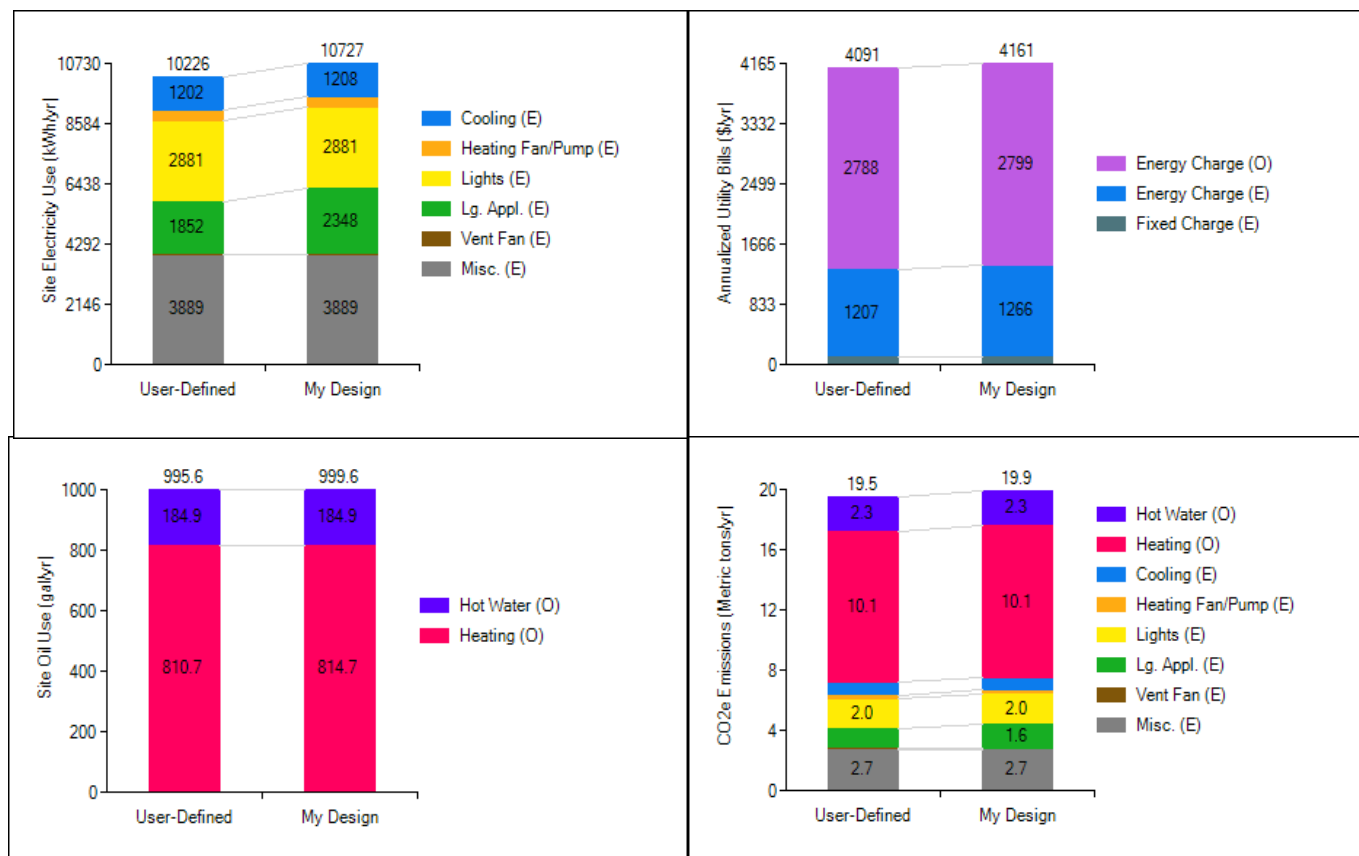 Site Electricity Use (kWh/yr)
10730
8584
6438
4292
2146
0
10226
1202
2881
1852
3889
10727
1208
2881
2348
3889
User-Defined
My Design
Cooling (E)
Heating Fan/Pump (E)
Lights (E)
Lg. Appl. (E)
Vent Fan (E)
Misc. (E)
Annualized Utility Bills ($/yr)
4165
3332
2499
1666
833
0
4091
2788
1207
4161
2799
1266
User-Defined
My Design
Energy Charge (O)
Energy Charge (E)
Fixed Charge (E)
Site Oil Use (gal/yr)
1000
800
600
400
200
0
995.6
184.9
810.7
999.6
184.9
814.7
User-Defined
My Design
Hot Water (O)
Heating (O)
CO2e Emissions (Metric tons/yr)
20
16
12
8
4
0
19.5
2.3
10.1
2.0
2.7
19.9
2.3
10.1
2.0
1.6
2.7
User-Defined
My Design
Hot Water (O)
Heating (O)
Cooling (E)
Heating Fan/Pump (E)
Lights (E)
Lg. Appl. (E)
Vent Fan (E)
Misc. (E)